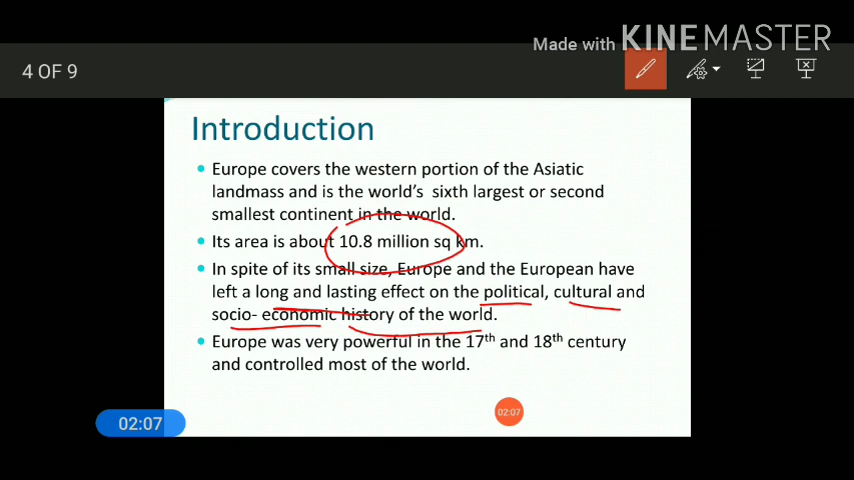 Made with KINEMASTER
4 OF 9
Introduction
Europe covers the western portion of the Asiatic
landmass and is the world's sixth largest or second
smallest continent in the world.
Its area is about 10.8 million sq km.
In spite of its small size, Europe and the European have
left a long and lasting effect on the political, cultural and
socio- economic history of the world.
Europe was very powerful in the 17th and 18th century
and controlled most of the world.
02:07
02:07